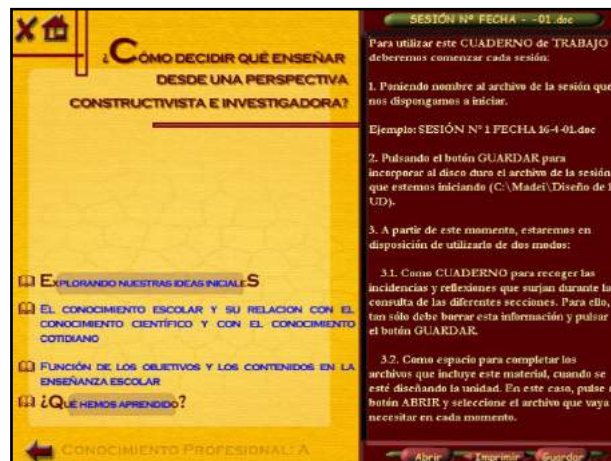 ¿CÓMO DECIDIR QUÉ ENSEÑAR
DESDE UNA PERSPECTIVA
CONSTRUCTIVISTA E INVESTIGADORA?
EXPLORANDO NUESTRAS IDEAS INICIALES
EL CONOCIMIENTO ESCOLAR Y SU RELACION CON EL
CONOCIMIENTO CIENTÍFICO Y CON EL CONOCIMIENTO
COTIDIANO
FUNCIÓN DE LOS OBJETIVOS Y LOS CONTENIDOS EN LA
ENSEÑANZA ESCOLAR
¿QUÉ HEMOS APRENDIDO?
CONOCIMIENTO PROFESIONAL: A
SESIÓN Nº FECHA - -01.doc
Para utilizar este CUADERNO de TRABAJO
deberemos comenzar cada sesión:
1. Poniendo nombre al archivo de la sesión que
nos dispongamos a iniciar.
Ejemplo: SESIÓN Nº 1 FECHA 16-4-01.doc
2. Pulsando el botón GUARDAR para
incorporar al disco duro el archivo de la sesión
que estemos iniciando (C:\Madei\Diseño de
UD).
3. A partir de este momento, estaremos en
disposición de utilizarlo de dos modos:
3.1. Como CUADERNO para recoger las
incidencias y reflexiones que surjan durante la
consulta de las diferentes secciones. Para ello,
tan sólo debe borrar esta información y pulsar
el botón GUARDAR.
3.2. Como espacio para completar los
archivos que incluye este material, cuando se
esté diseñando la unidad. En este caso, pulse
botón ABRIR y seleccione el archivo que vaya
necesitar en cada momento.
Abrir Imprimir Guardar